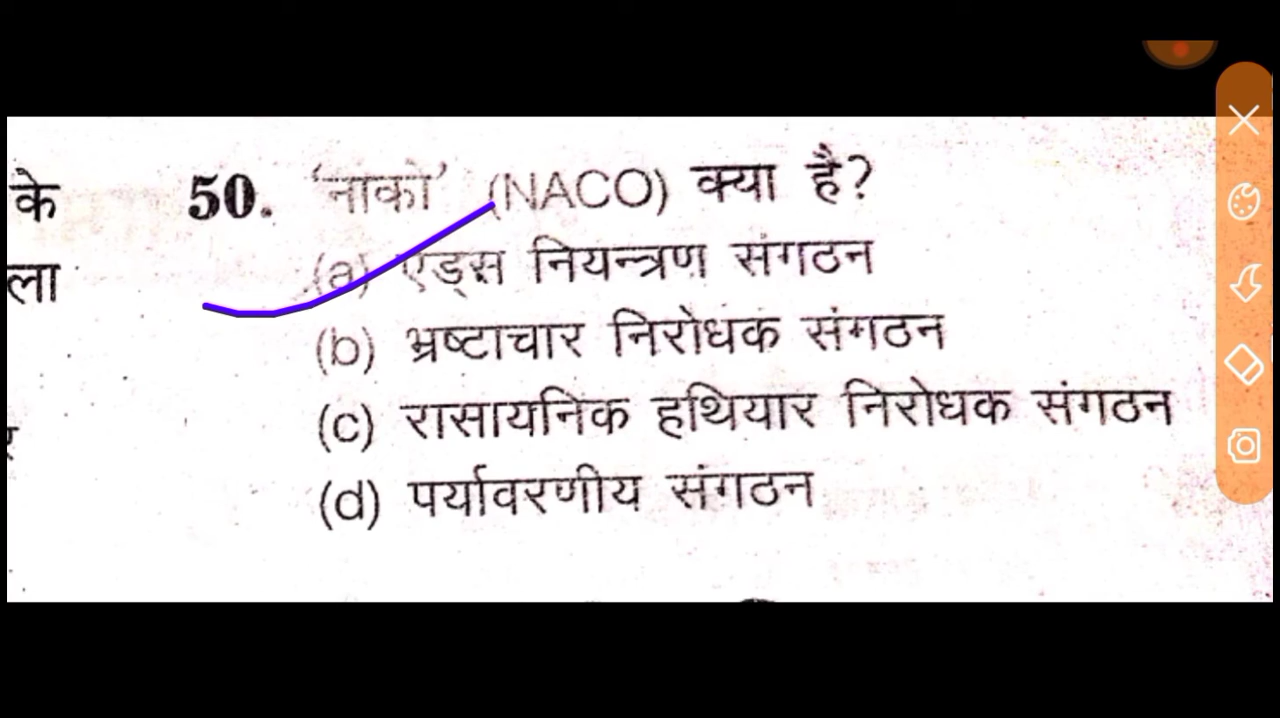 के
ला
50. 'नाको' (NACO) क्या है?
(a) एड्स नियन्त्रण संगठन
(b) भ्रष्टाचार निरोधक संगठन
(c) रासायनिक हथियार निरोधक संगठन
(d) पर्यावरणीय संगठन